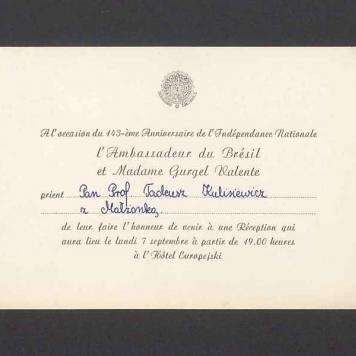 A l'occasion du 143-ème Anniversaire de l'Indépendance Nationale
l'Ambassadeur du Brésil
et Madame Gurgel Valente
prient Pan Prof. Tadeusz Kulisiewicz
z Małżonką
de leur faire l'honneur de venir à une Réception qui
aura lieu le lundi 7 septembre à partir de 19.00 heures
à l'Hôtel Europejski